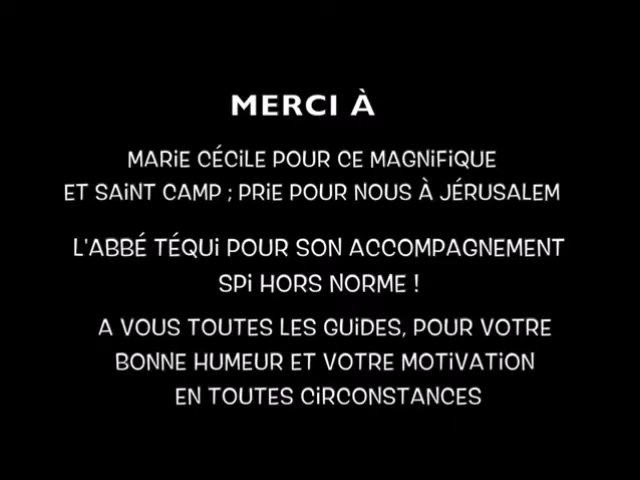 MERCI À
MARiE CÉCiLE POUR CE MAGNiFiQUE
ET SAiNT CAMP ; PRiE POUR NOUS À JÉRUSALEM
L'ABBÉ TÉQUi POUR SON ACCOMPAGNEMENT
SPi HORS NORME !
A VOUS TOUTES LES GUiDES, POUR VOTRE
BONNE HUMEUR ET VOTRE MOTiVATiON
EN TOUTES CiRCONSTANCES